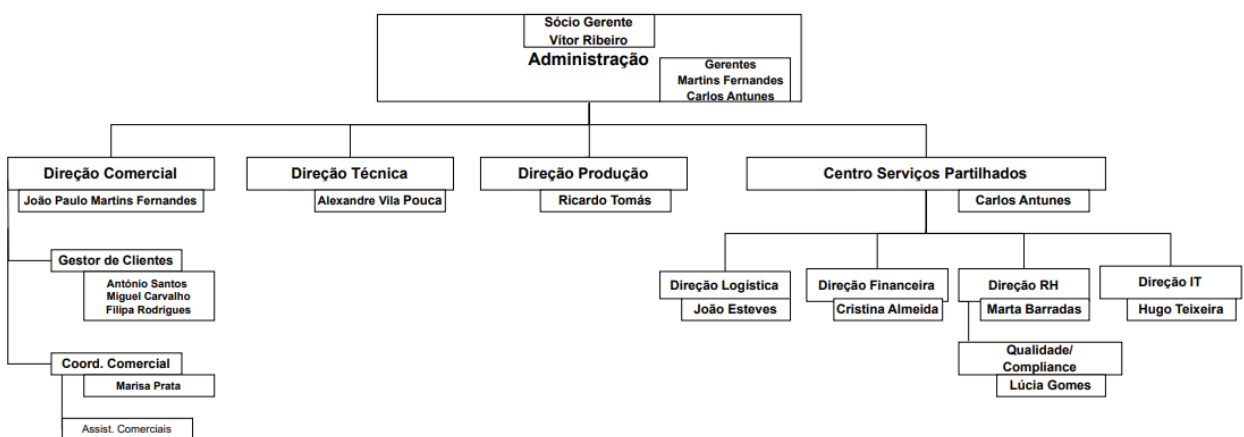 Sócio Gerente
Vítor Ribeiro
Administração
Gerentes
Martins Fernandes
Carlos Antunes
Direção Comercial
João Paulo Martins Fernandes
Direção Técnica
Alexandre Vila Pouca
Direção Produção
Ricardo Tomás
Centro Serviços Partilhados
Carlos Antunes
Gestor de Clientes
António Santos
Miguel Carvalho
Filipa Rodrigues
Coord. Comercial
Marisa Prata
Assist. Comerciais
Direção Logística
João Esteves
Direção Financeira
Cristina Almeida
Direção RH
Marta Barradas
Direção IT
Hugo Teixeira
Qualidade/
Compliance
Lúcia Gomes